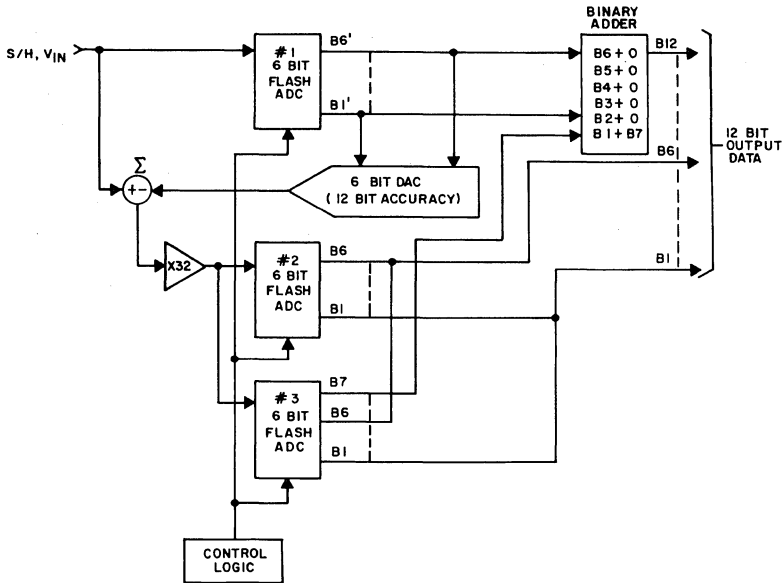 BINARY
ADDER
S/H, VIN
#1
6 BIT
FLASH
ADC
B6'
B1'
B6+0
B5+0
B4+0
B3+0
B2+0
B1+B7
B12
B6
B1
12 BIT
OUTPUT
DATA
Σ
+-
6 BIT DAC
(12 BIT ACCURACY)
X32
#2
6 BIT
FLASH
ADC
B6
B1
#3
6 BIT
FLASH
ADC
B7
B6
B1
CONTROL
LOGIC